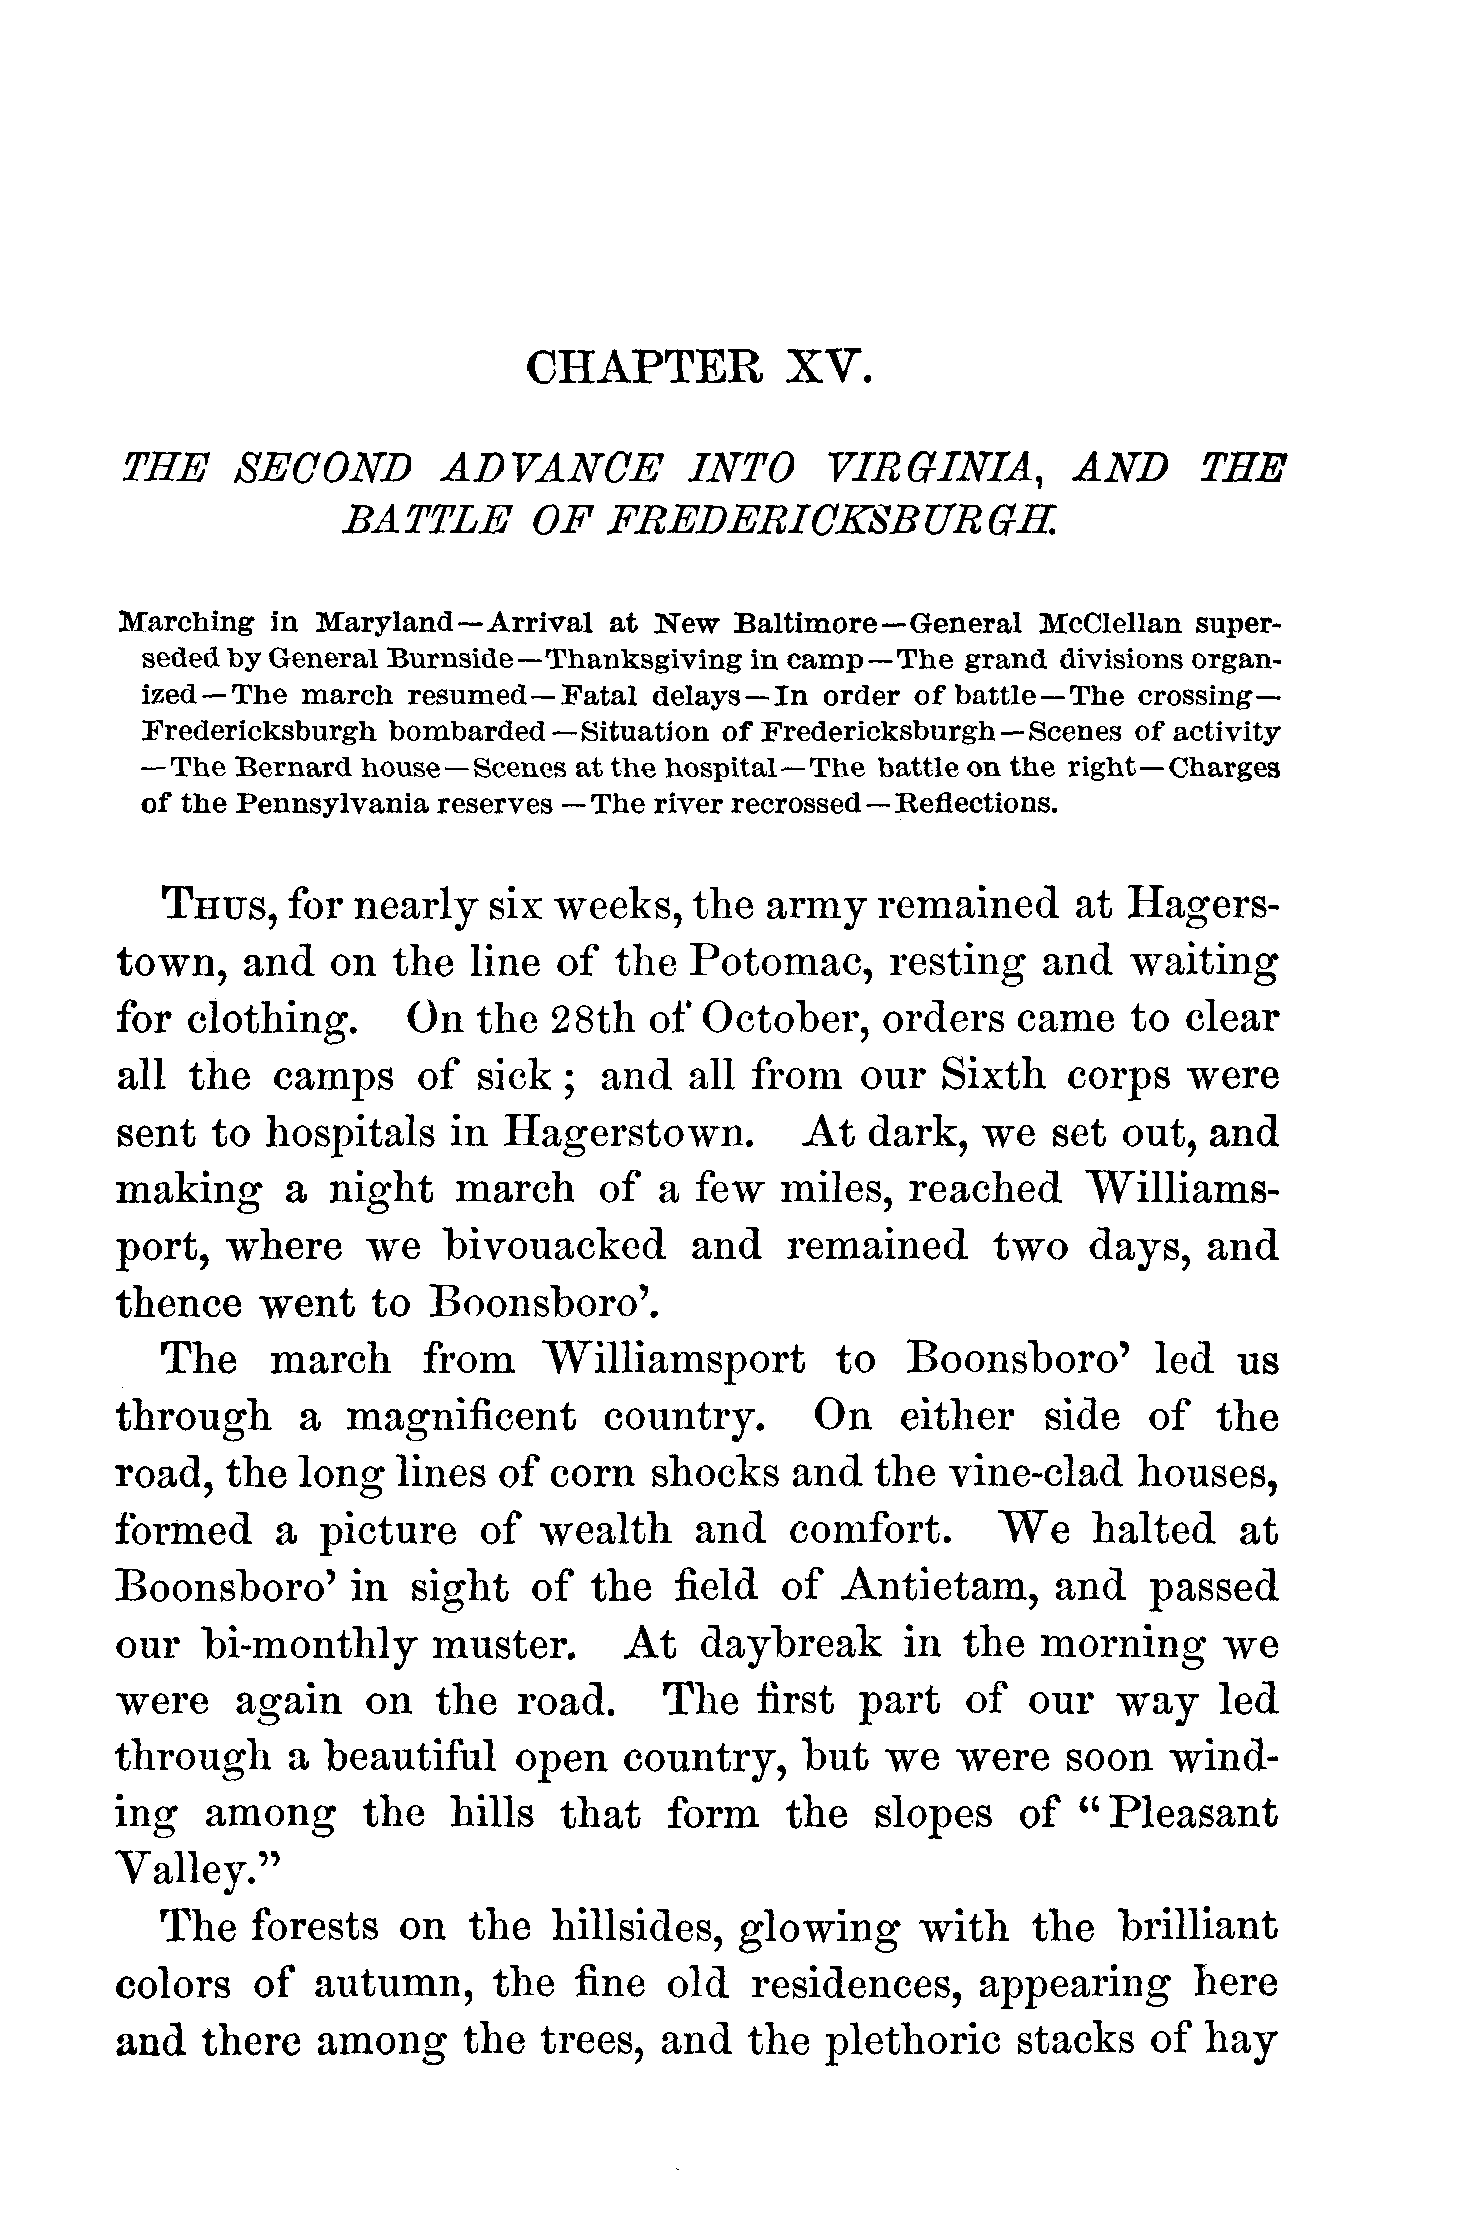 CHAPTER XV.
THE SECOND ADVANCE INTO VIRGINIA, AND THE
BATTLE OF FREDERICKSBURGH.
Marching in Maryland—Arrival at New Baltimore—General McClellan super-
seded by General Burnside—Thanksgiving in camp—The grand divisions organ-
ized—The march resumed—Fatal delays—In order of battle—The crossing—
Fredericksburgh bombarded—Situation of Fredericksburgh—Scenes of activity
—The Bernard house—Scenes at the hospital—The battle on the right—Charges
of the Pennsylvania reserves—The river recrossed—Reflections.
THUS, for nearly six weeks, the army remained at Hagers-
town, and on the line of the Potomac, resting and waiting
for clothing. On the 28th of October, orders came to clear
all the camps of sick; and all from our Sixth corps were
sent to hospitals in Hagerstown. At dark, we set out, and
making a night march of a few miles, reached Williams-
port, where we bivouacked and remained two days, and
thence went to Boonsboro'.
The march from Williamsport to Boonsboro' led us
through a magnificent country. On either side of the
road, the long lines of corn shocks and the vine-clad houses,
formed a picture of wealth and comfort. We halted at
Boonsboro' in sight of the field of Antietam, and passed
our bi-monthly muster. At daybreak in the morning we
were again on the road. The first part of our way led
through a beautiful open country, but we were soon wind-
ing among the hills that form the slopes of "Pleasant
Valley."
The forests on the hillsides, glowing with the brilliant
colors of autumn, the fine old residences, appearing here
and there among the trees, and the plethoric stacks of hay